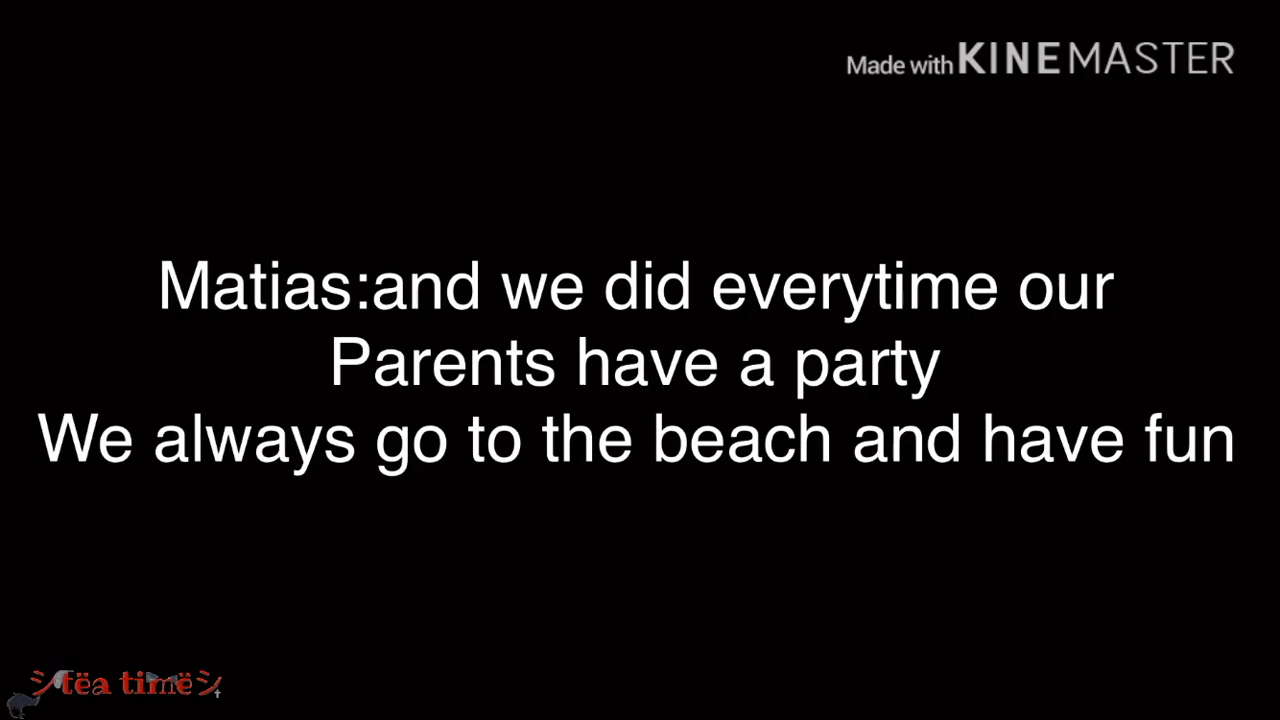 Made with KINEMASTER
Matias:and we did everytime our
Parents have a party
We always go to the beach and have fun
シtëa timëシ